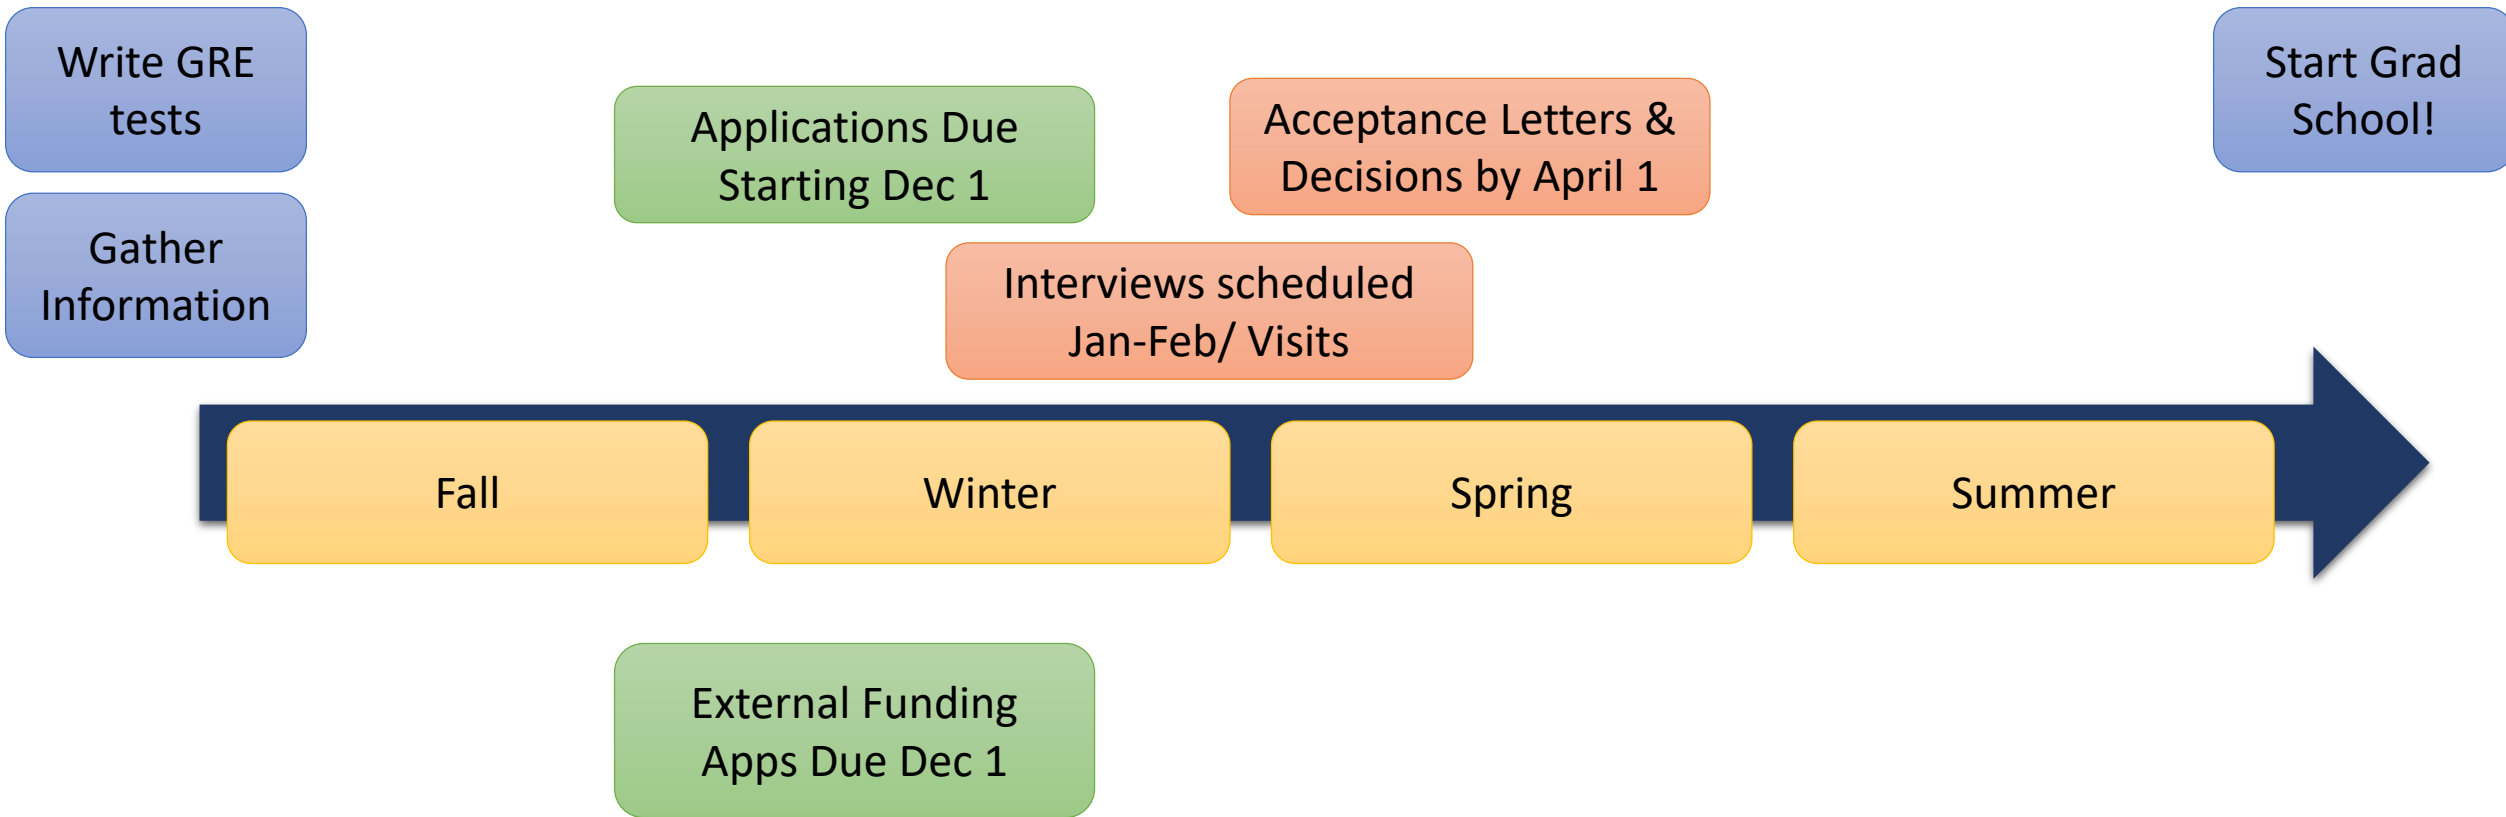 Write GRE
tests
Gather
Information
Applications Due
Starting Dec 1
Interviews scheduled
Jan-Feb/ Visits
Acceptance Letters &
Decisions by April 1
Start Grad
School!
Fall
Winter
Spring
Summer
External Funding
Apps Due Dec 1